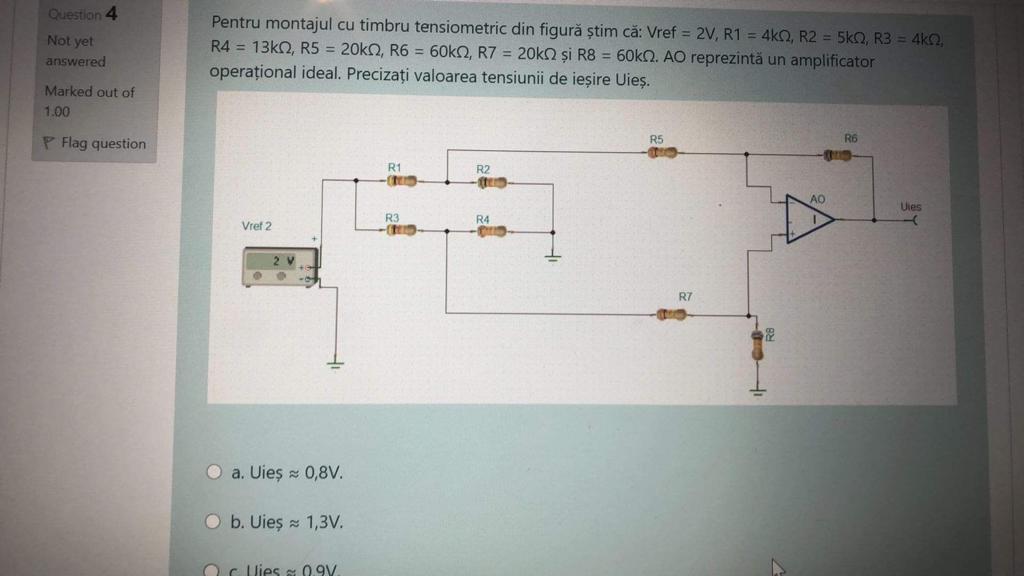 Question 4
Not yet
answered
Marked out of
1.00
Flag question
Pentru montajul cu timbru tensiometric din figură știm că: Vref = 2V, R1 = 4kΩ, R2 = 5kΩ, R3 = 4kΩ,
R4 = 13kΩ, R5 = 20kΩ, R6 = 60kΩ, R7 = 20kΩ și R8 = 60kΩ. AO reprezintă un amplificator
operațional ideal. Precizați valoarea tensiunii de ieșire Uieș.
R5
R6
R1
R2
AO
Uies
R3
R4
Vref 2
2 V
R7
R8
a. Uieș ≈ 0,8V.
b. Uieș ≈ 1,3V.
c. Uieș ≈ 0,9V.